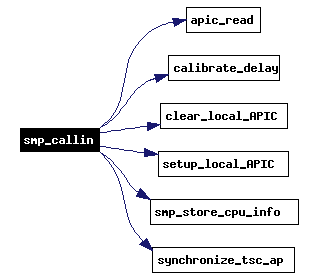 apic_read
calibrate_delay
clear_local_APIC
smp_callin
setup_local_APIC
smp_store_cpu_info
synchronize_tsc_ap